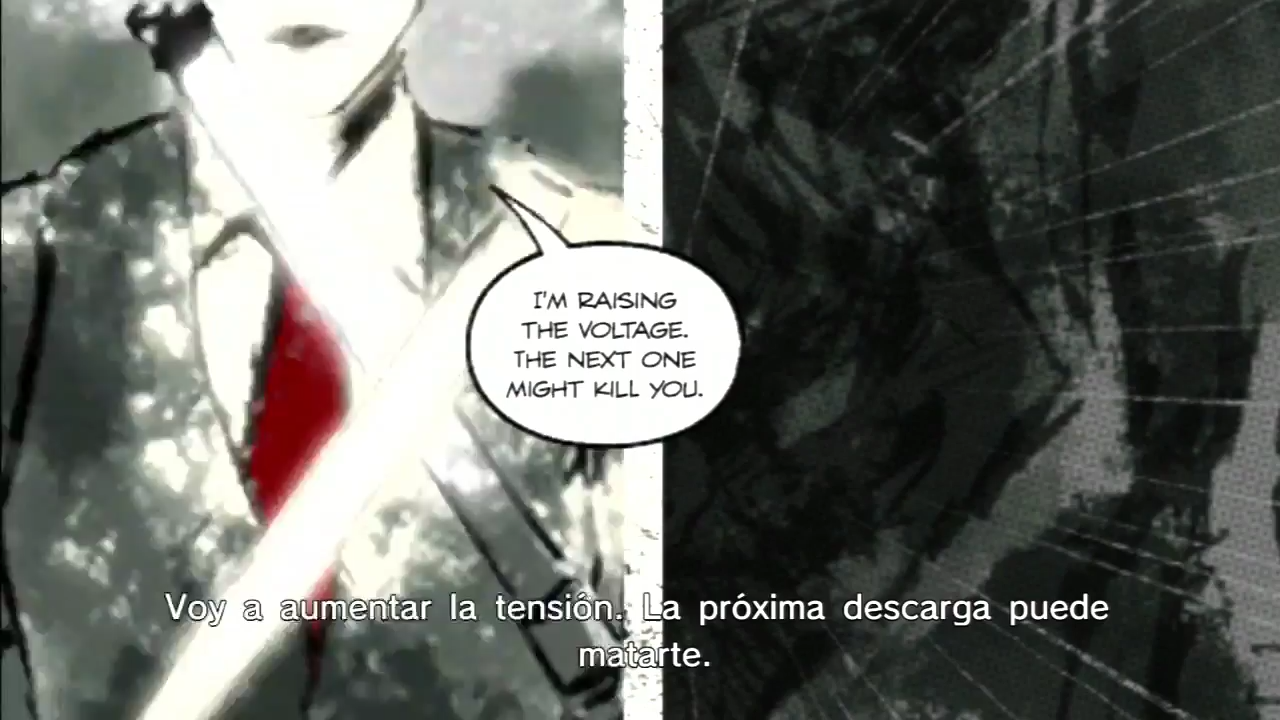 I'M RAISING
THE VOLTAGE.
THE NEXT ONE
MIGHT KILL YOU.
Voy a aumentar la tensión. La próxima descarga puede
matarte.